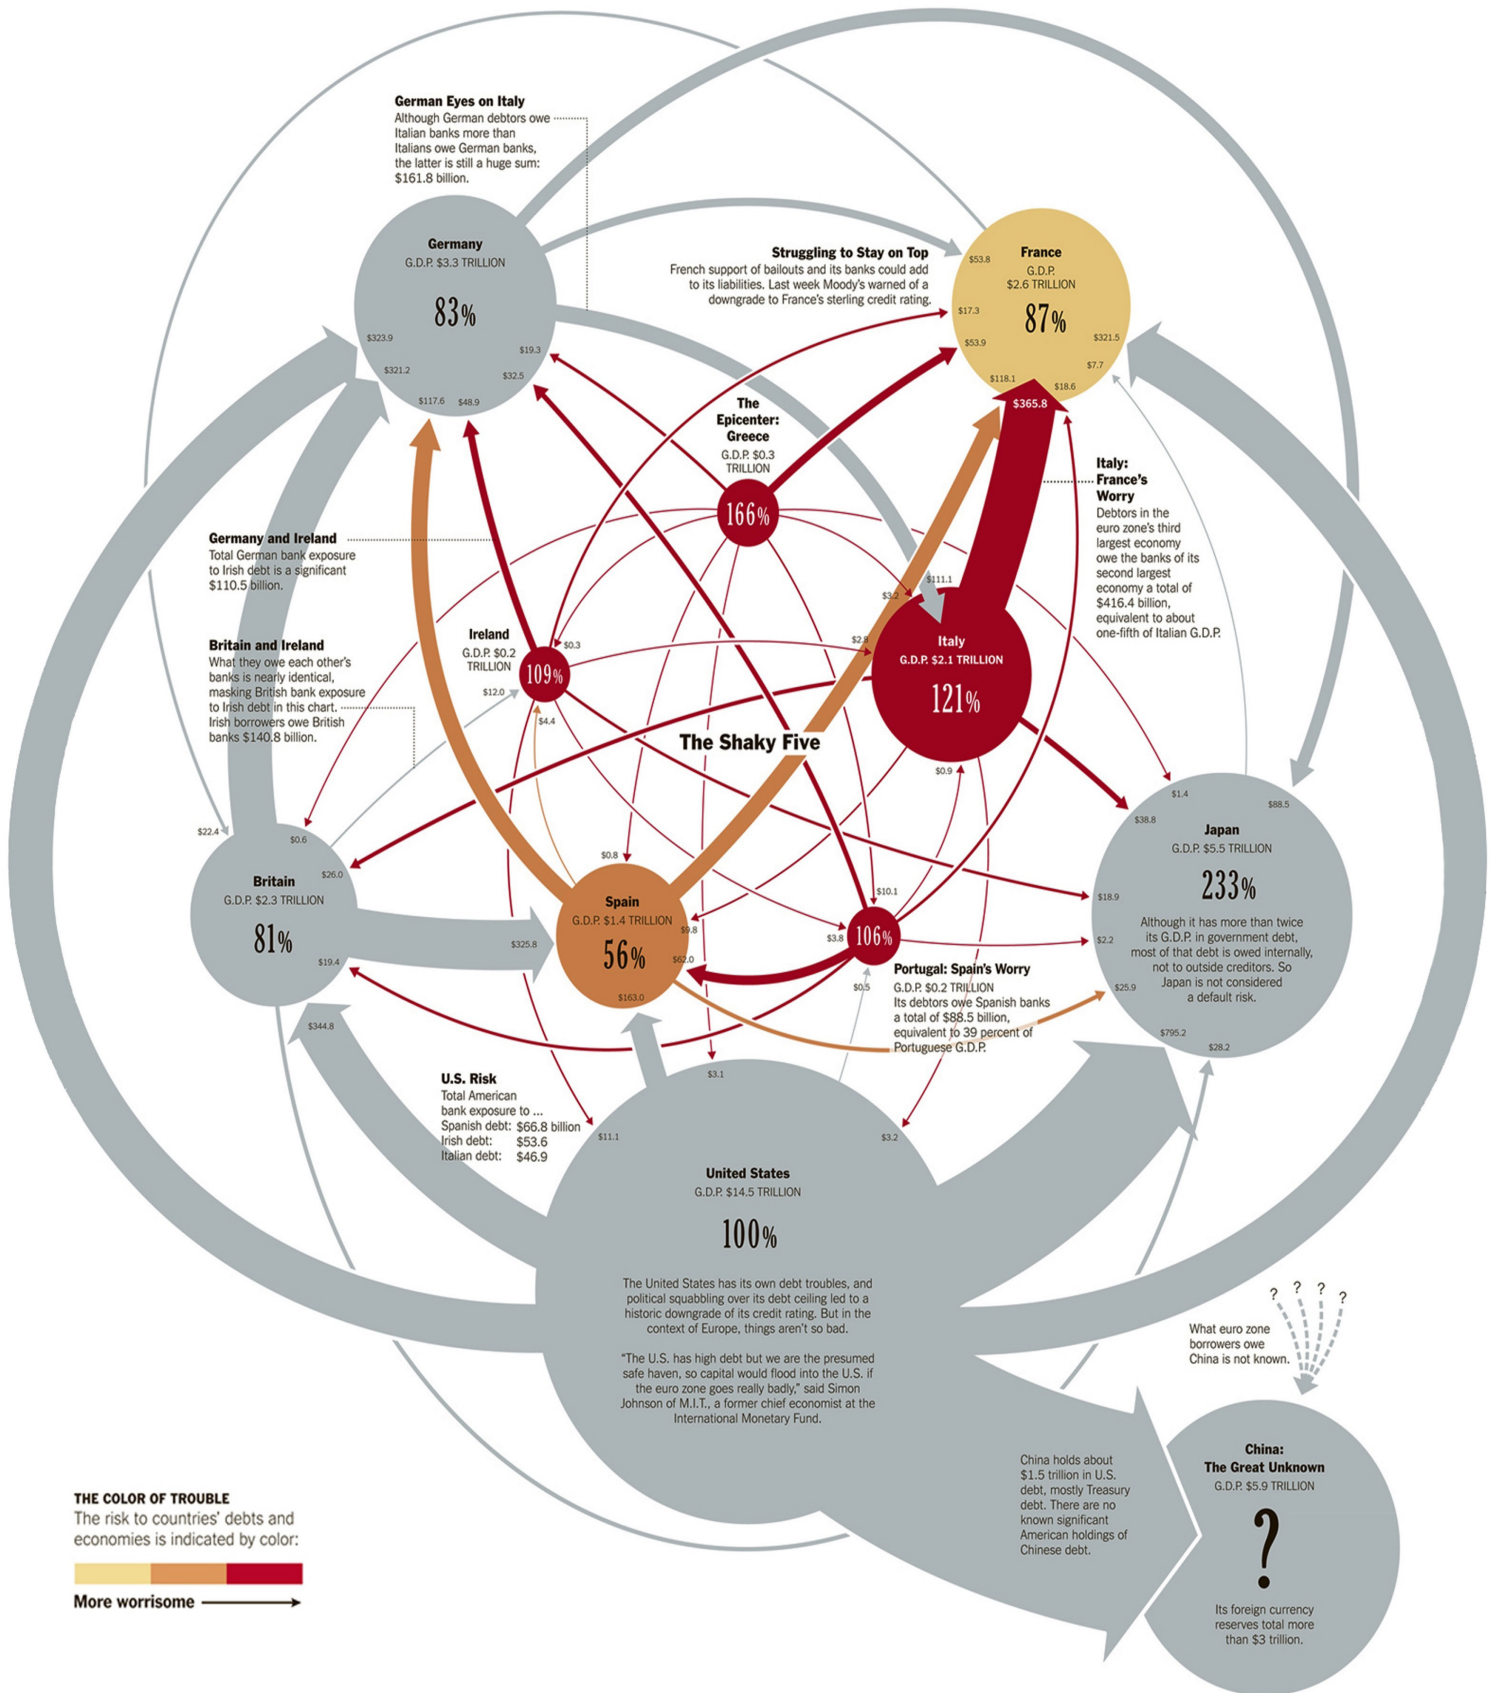 German Eyes on Italy
Although German debtors owe
Italian banks more than
Italians owe German banks,
the latter is still a huge sum:
$161.8 billion.
Germany
G.D.P. $3.3 TRILLION
83%
$323.9
$321.2
$117.6
$48.9
$32.5
$19.3
Struggling to Stay on Top
French support of bailouts and its banks could add
to its liabilities. Last week Moody's warned of a
downgrade to France's sterling credit rating.
France
G.D.P.
$2.6 TRILLION
87%
$53.8
$17.3
$53.9
$118.1
$365.8
$18.6
$7.7
$321.5
The
Epicenter:
Greece
G.D.P. $0.3
TRILLION
166%
Italy:
France's
Worry
Debtors in the
euro zone's third
largest economy
owe the banks of its
second largest
economy a total of
$416.4 billion,
equivalent to about
one-fifth of Italian G.D.P.
Germany and Ireland
Total German bank exposure
to Irish debt is a significant
$110.5 billion.
Britain and Ireland
What they owe each other's
banks is nearly identical,
masking British bank exposure
to Irish debt in this chart.
Irish borrowers owe British
banks $140.8 billion.
Ireland
G.D.P. $0.2
TRILLION
109%
$0.3
$12.0
$4.4
$111.1
$3.2
$2.8
Italy
G.D.P. $2.1 TRILLION
121%
$0.9
The Shaky Five
$22.4
$0.6
$26.0
Britain
G.D.P. $2.3 TRILLION
81%
$19.4
$344.8
$0.8
Spain
G.D.P. $1.4 TRILLION
56%
$325.8
$9.8
$62.0
$163.0
$10.1
$3.8
106%
$0.5
Portugal: Spain's Worry
G.D.P. $0.2 TRILLION
Its debtors owe Spanish banks
a total of $88.5 billion,
equivalent to 39 percent of
Portuguese G.D.P.
$1.4
$88.5
$38.8
Japan
G.D.P. $5.5 TRILLION
233%
Although it has more than twice
its G.D.P. in government debt,
most of that debt is owed internally,
not to outside creditors. So
Japan is not considered
a default risk.
$18.9
$2.2
$25.9
$795.2
$28.2
U.S. Risk
Total American
bank exposure to ...
Spanish debt: $66.8 billion
Irish debt: $53.6
Italian debt: $46.9
$3.1
$11.1
$3.2
United States
G.D.P. $14.5 TRILLION
100%
The United States has its own debt troubles, and
political squabbling over its debt ceiling led to a
historic downgrade of its credit rating. But in the
context of Europe, things aren't so bad.
"The U.S. has high debt but we are the presumed
safe haven, so capital would flood into the U.S. if
the euro zone goes really badly," said Simon
Johnson of M.I.T., a former chief economist at the
International Monetary Fund.
? ? ? ?
What euro zone
borrowers owe
China is not known.
China holds about
$1.5 trillion in U.S.
debt, mostly Treasury
debt. There are no
known significant
American holdings of
Chinese debt.
China:
The Great Unknown
G.D.P. $5.9 TRILLION
?
Its foreign currency
reserves total more
than $3 trillion.
THE COLOR OF TROUBLE
The risk to countries' debts and
economies is indicated by color:
More worrisome